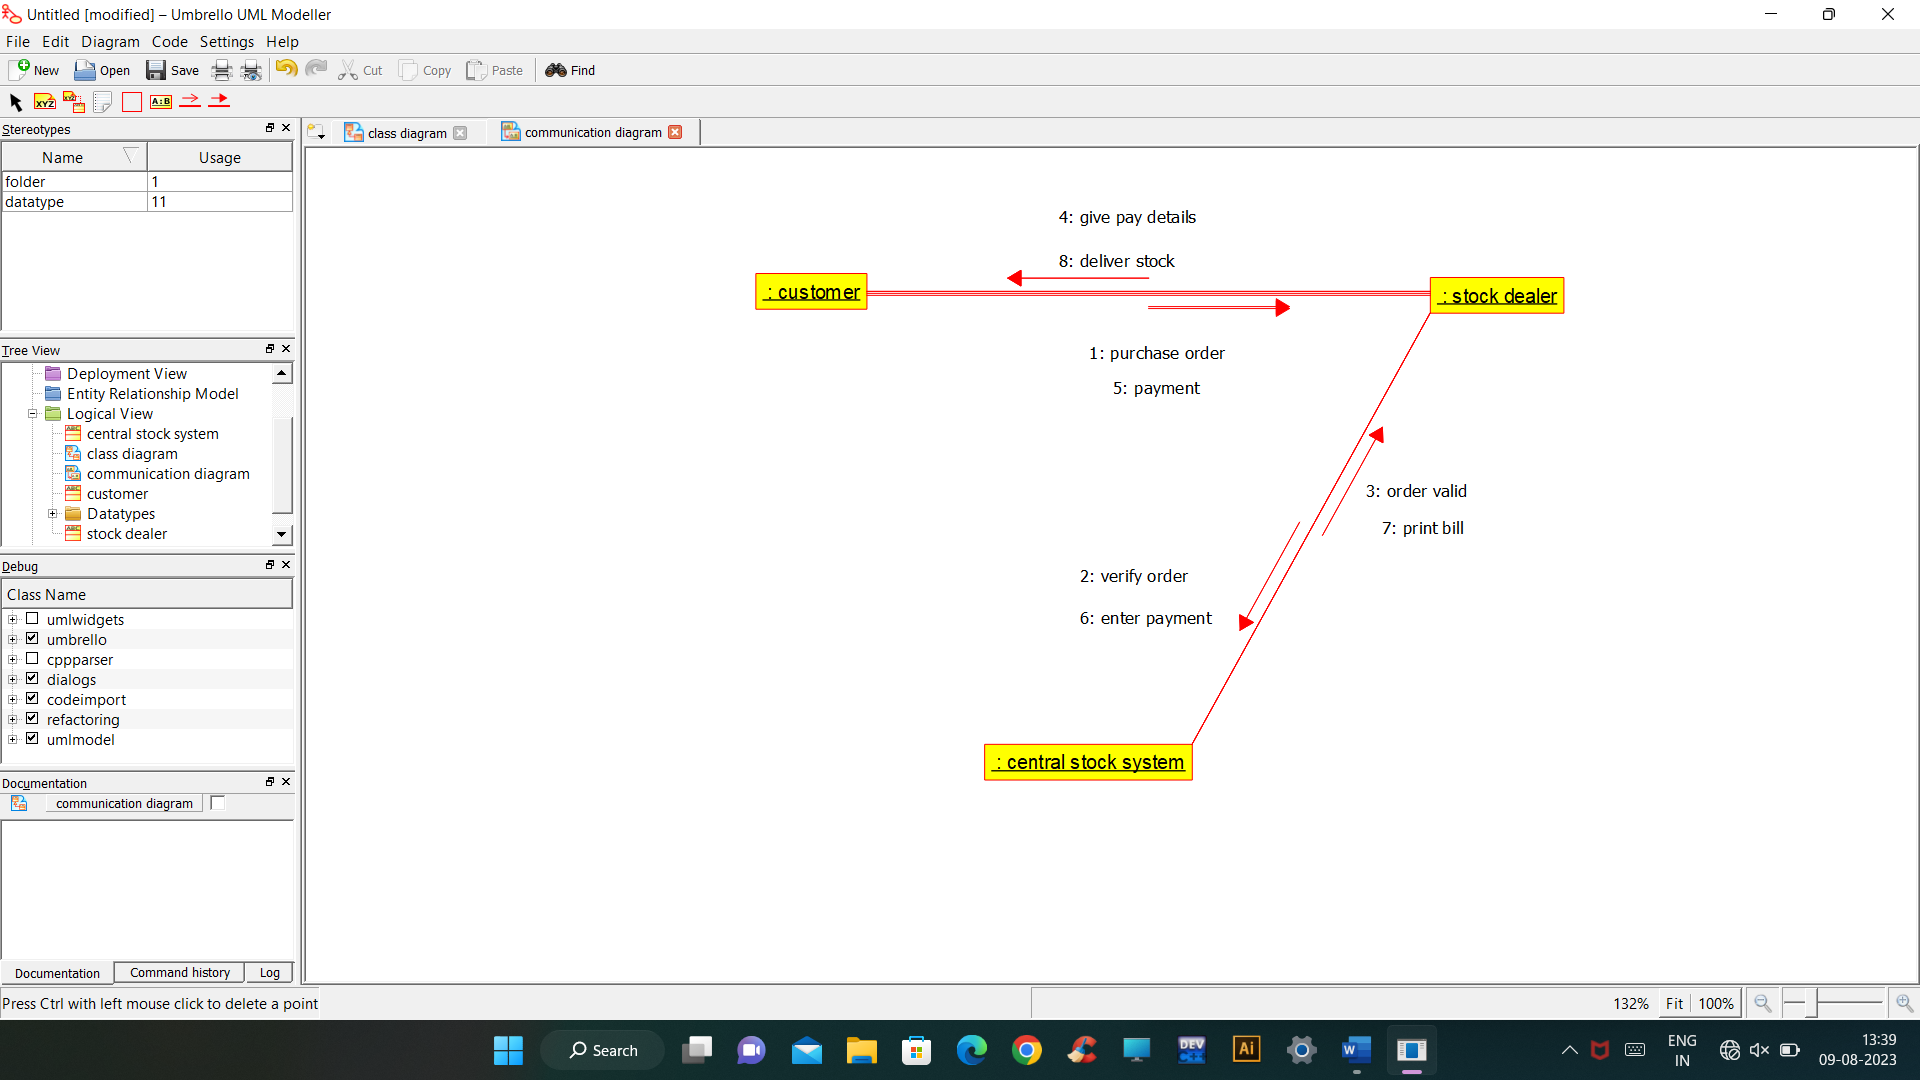 Untitled [modified] – Umbrello UML Modeller
File Edit Diagram Code Settings Help
New Open Save Cut Copy Paste Find
XYZ XYZ A:B
Stereotypes
Name Usage
folder 1
datatype 11
Tree View
Deployment View
Entity Relationship Model
Logical View
central stock system
class diagram
communication diagram
customer
Datatypes
stock dealer
Debug
Class Name
umlwidgets
umbrello
cppparser
dialogs
codeimport
refactoring
umlmodel
Documentation
communication diagram
Documentation Command history Log
class diagram communication diagram
4: give pay details
8: deliver stock
: customer
: stock dealer
1: purchase order
5: payment
3: order valid
7: print bill
2: verify order
6: enter payment
: central stock system
Press Ctrl with left mouse click to delete a point
132% Fit 100%
Search
DEV C++
Ai
W
ENG
IN
13:39
09-08-2023